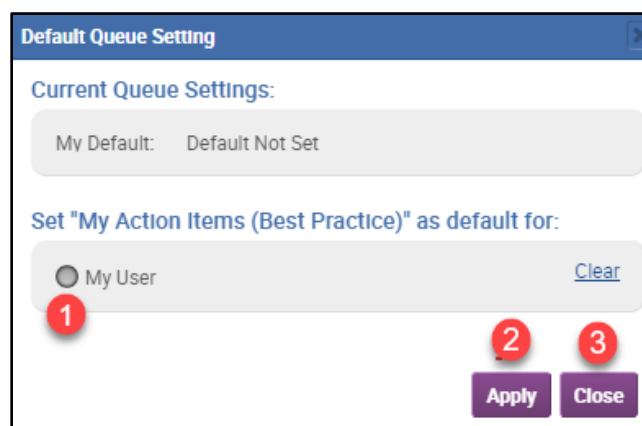 Default Queue Setting
Current Queue Settings:
My Default: Default Not Set
Set "My Action Items (Best Practice)" as default for:
My User Clear
1
2 3
Apply Close